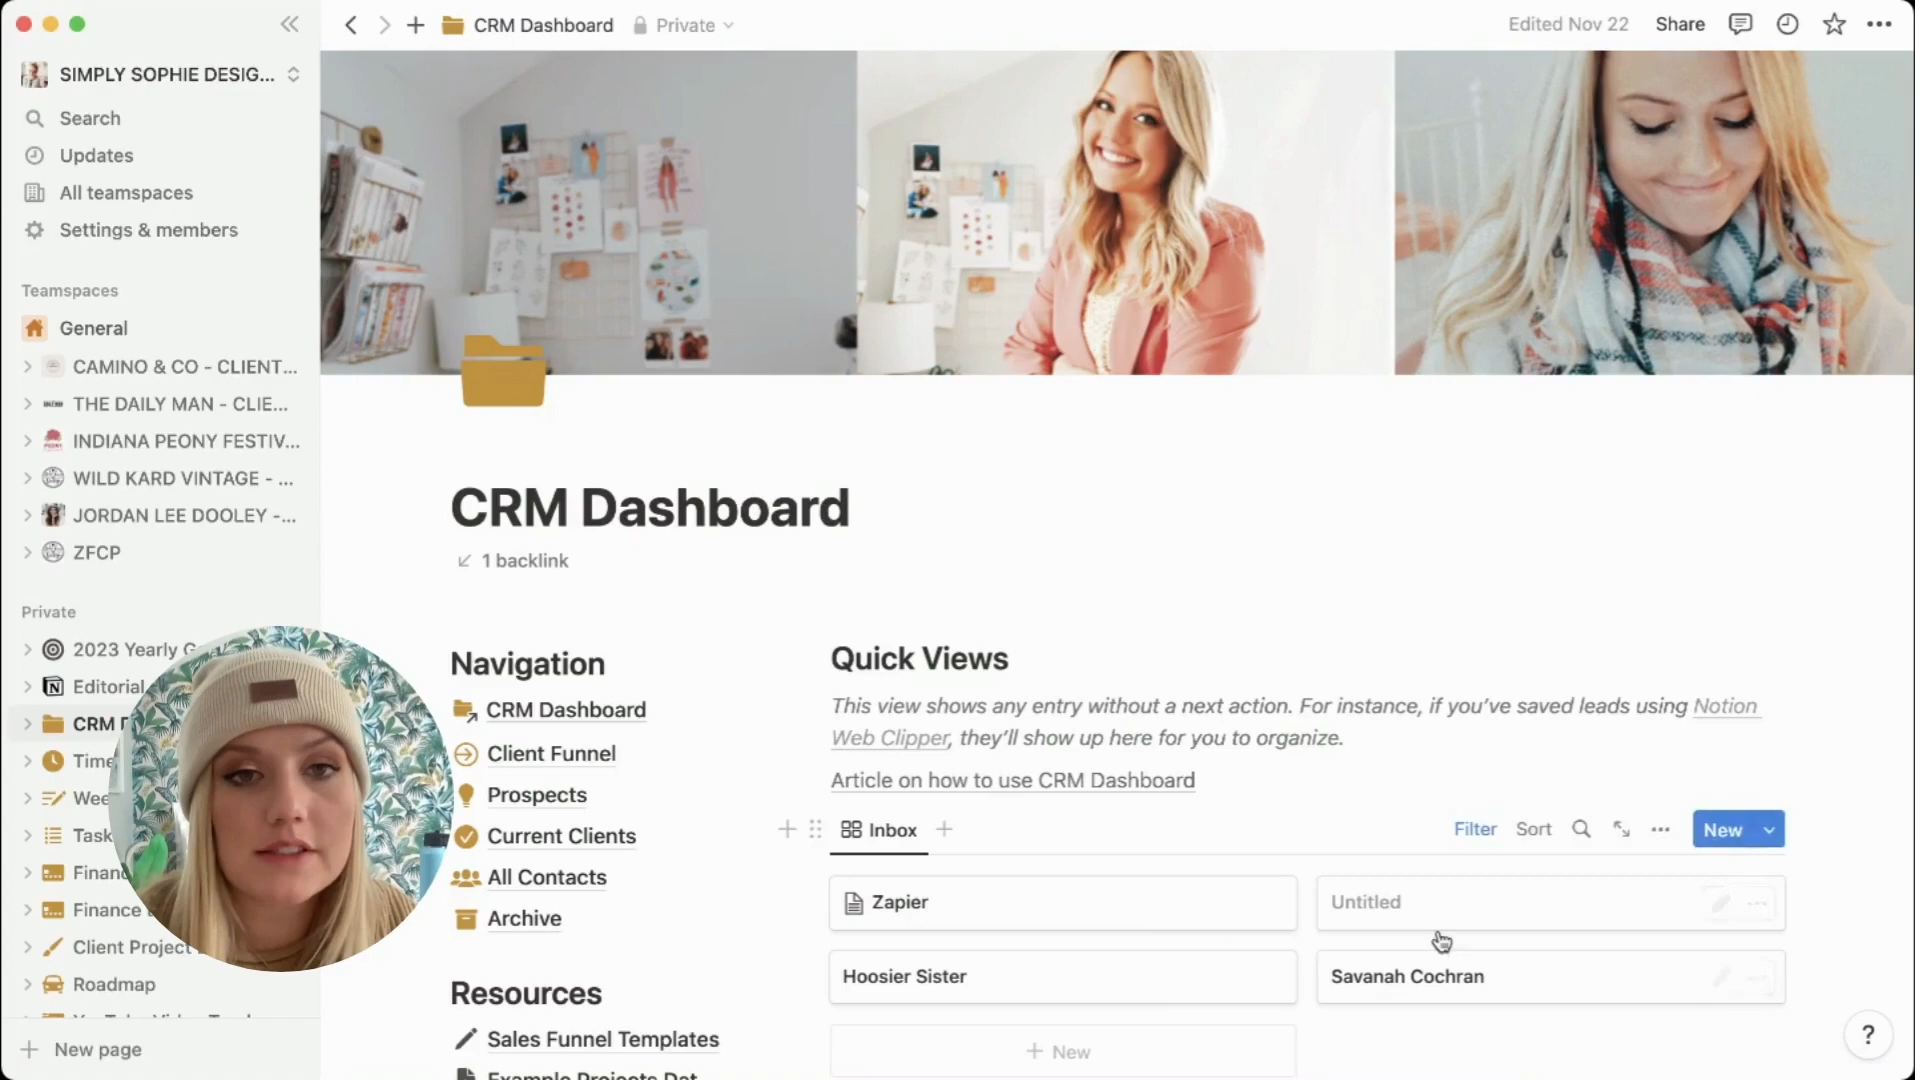 CRM Dashboard
Private
Edited Nov 22
Share
SIMPLY SOPHIE DESIG...
Search
Updates
All teamspaces
Settings & members
Teamspaces
General
CAMINO & CO - CLIENT...
THE DAILY MAN - CLIE...
INDIANA PEONY FESTIV...
WILD KARD VINTAGE - ...
JORDAN LEE DOOLEY -...
ZFCP
Private
2023 Yearly
Editorial
CRM
Roadmap
Client Project
New page
CRM Dashboard
1 backlink
Navigation
CRM Dashboard
Client Funnel
Prospects
Current Clients
All Contacts
Archive
Resources
Sales Funnel Templates
Quick Views
This view shows any entry without a next action. For instance, if you've saved leads using Notion
Web Clipper, they'll show up here for you to organize.
Article on how to use CRM Dashboard
Inbox
Filter
Sort
New
Zapier
Untitled
Hoosier Sister
Savanah Cochran
+ New
?